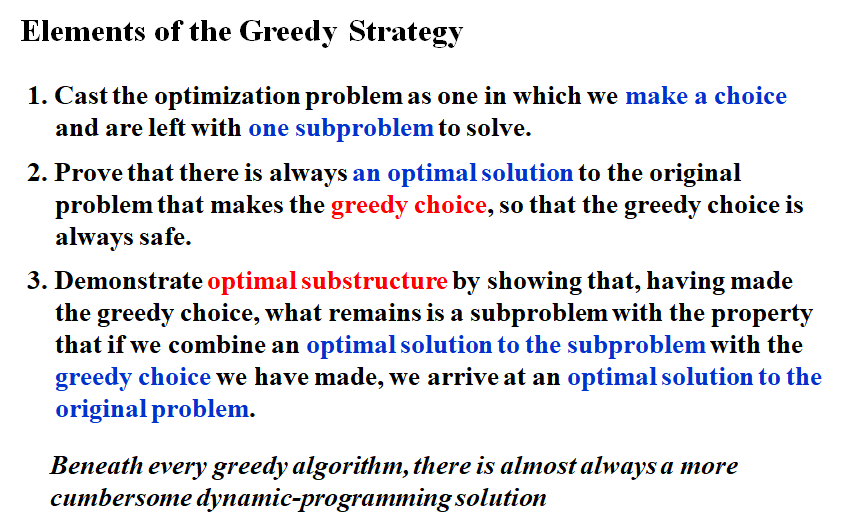 Elements of the Greedy Strategy
1. Cast the optimization problem as one in which we make a choice
and are left with one subproblem to solve.
2. Prove that there is always an optimal solution to the original
problem that makes the greedy choice, so that the greedy choice is
always safe.
3. Demonstrate optimal substructure by showing that, having made
the greedy choice, what remains is a subproblem with the property
that if we combine an optimal solution to the subproblem with the
greedy choice we have made, we arrive at an optimal solution to the
original problem.
Beneath every greedy algorithm, there is almost always a more
cumbersome dynamic-programming solution